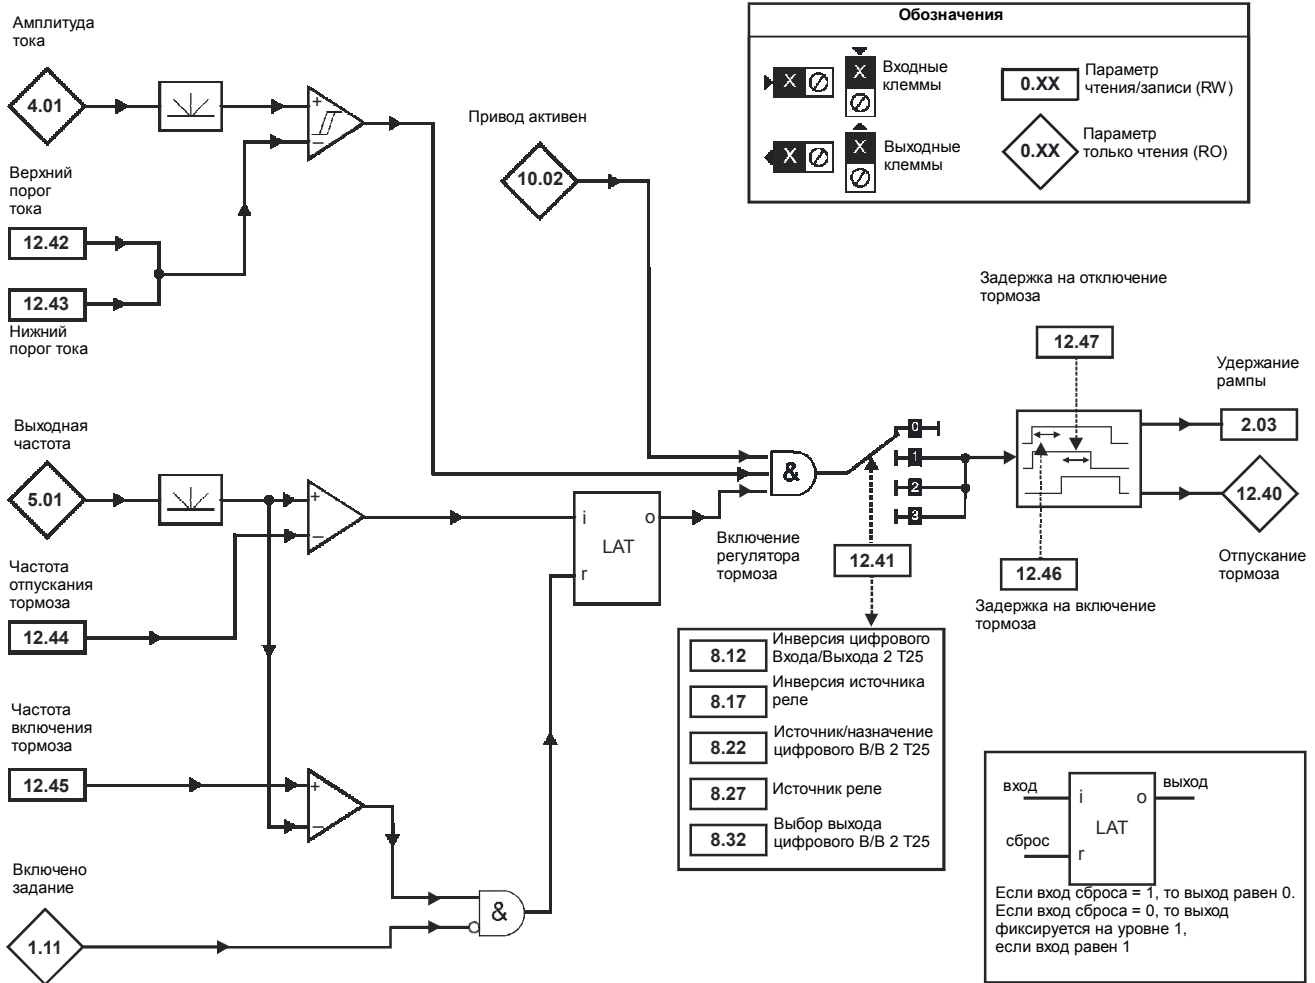 Амплитуда
тока
4.01
+
−
Верхний
порог
тока
12.42
12.43
Нижний
порог тока
Привод активен
10.02
Обозначения
X
X
Входные
клеммы
0.XX
Параметр
чтения/записи (RW)
X
X
Выходные
клеммы
0.XX
Параметр
только чтения (RO)
Выходная
частота
5.01
+
−
Частота
отпускания
тормоза
12.44
Частота
включения
тормоза
12.45
+
−
Включено
задание
1.11
&
i
o
LAT
r
&
Включение
регулятора
тормоза
12.41
0
1
2
3
Задержка на отключение
тормоза
12.47
12.46
Задержка на включение
тормоза
Удержание
рампы
2.03
12.40
Отпускание
тормоза
8.12
Инверсия цифрового
Входа/Выхода 2 T25
8.17
Инверсия источника
реле
8.22
Источник/назначение
цифрового В/В 2 T25
8.27
Источник реле
8.32
Выбор выхода
цифрового В/В 2 T25
вход
i
o
выход
LAT
сброс
r
Если вход сброса = 1, то выход равен 0.
Если вход сброса = 0, то выход
фиксируется на уровне 1,
если вход равен 1